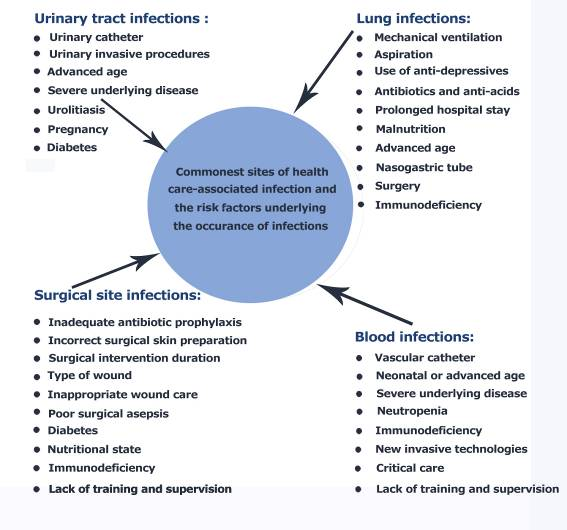 Urinary tract infections :
Urinary catheter
Urinary invasive procedures
Advanced age
Severe underlying disease
Urolitiasis
Pregnancy
Diabetes
Lung infections:
Mechanical ventilation
Aspiration
Use of anti-depressives
Antibiotics and anti-acids
Prolonged hospital stay
Malnutrition
Advanced age
Nasogastric tube
Surgery
Immunodeficiency
Commonest sites of health
care-associated infection and
the risk factors underlying
the occurance of infections
Surgical site infections:
Inadequate antibiotic prophylaxis
Incorrect surgical skin preparation
Surgical intervention duration
Type of wound
Inappropriate wound care
Poor surgical asepsis
Diabetes
Nutritional state
Immunodeficiency
Lack of training and supervision
Blood infections:
Vascular catheter
Neonatal or advanced age
Severe underlying disease
Neutropenia
Immunodeficiency
New invasive technologies
Critical care
Lack of training and supervision